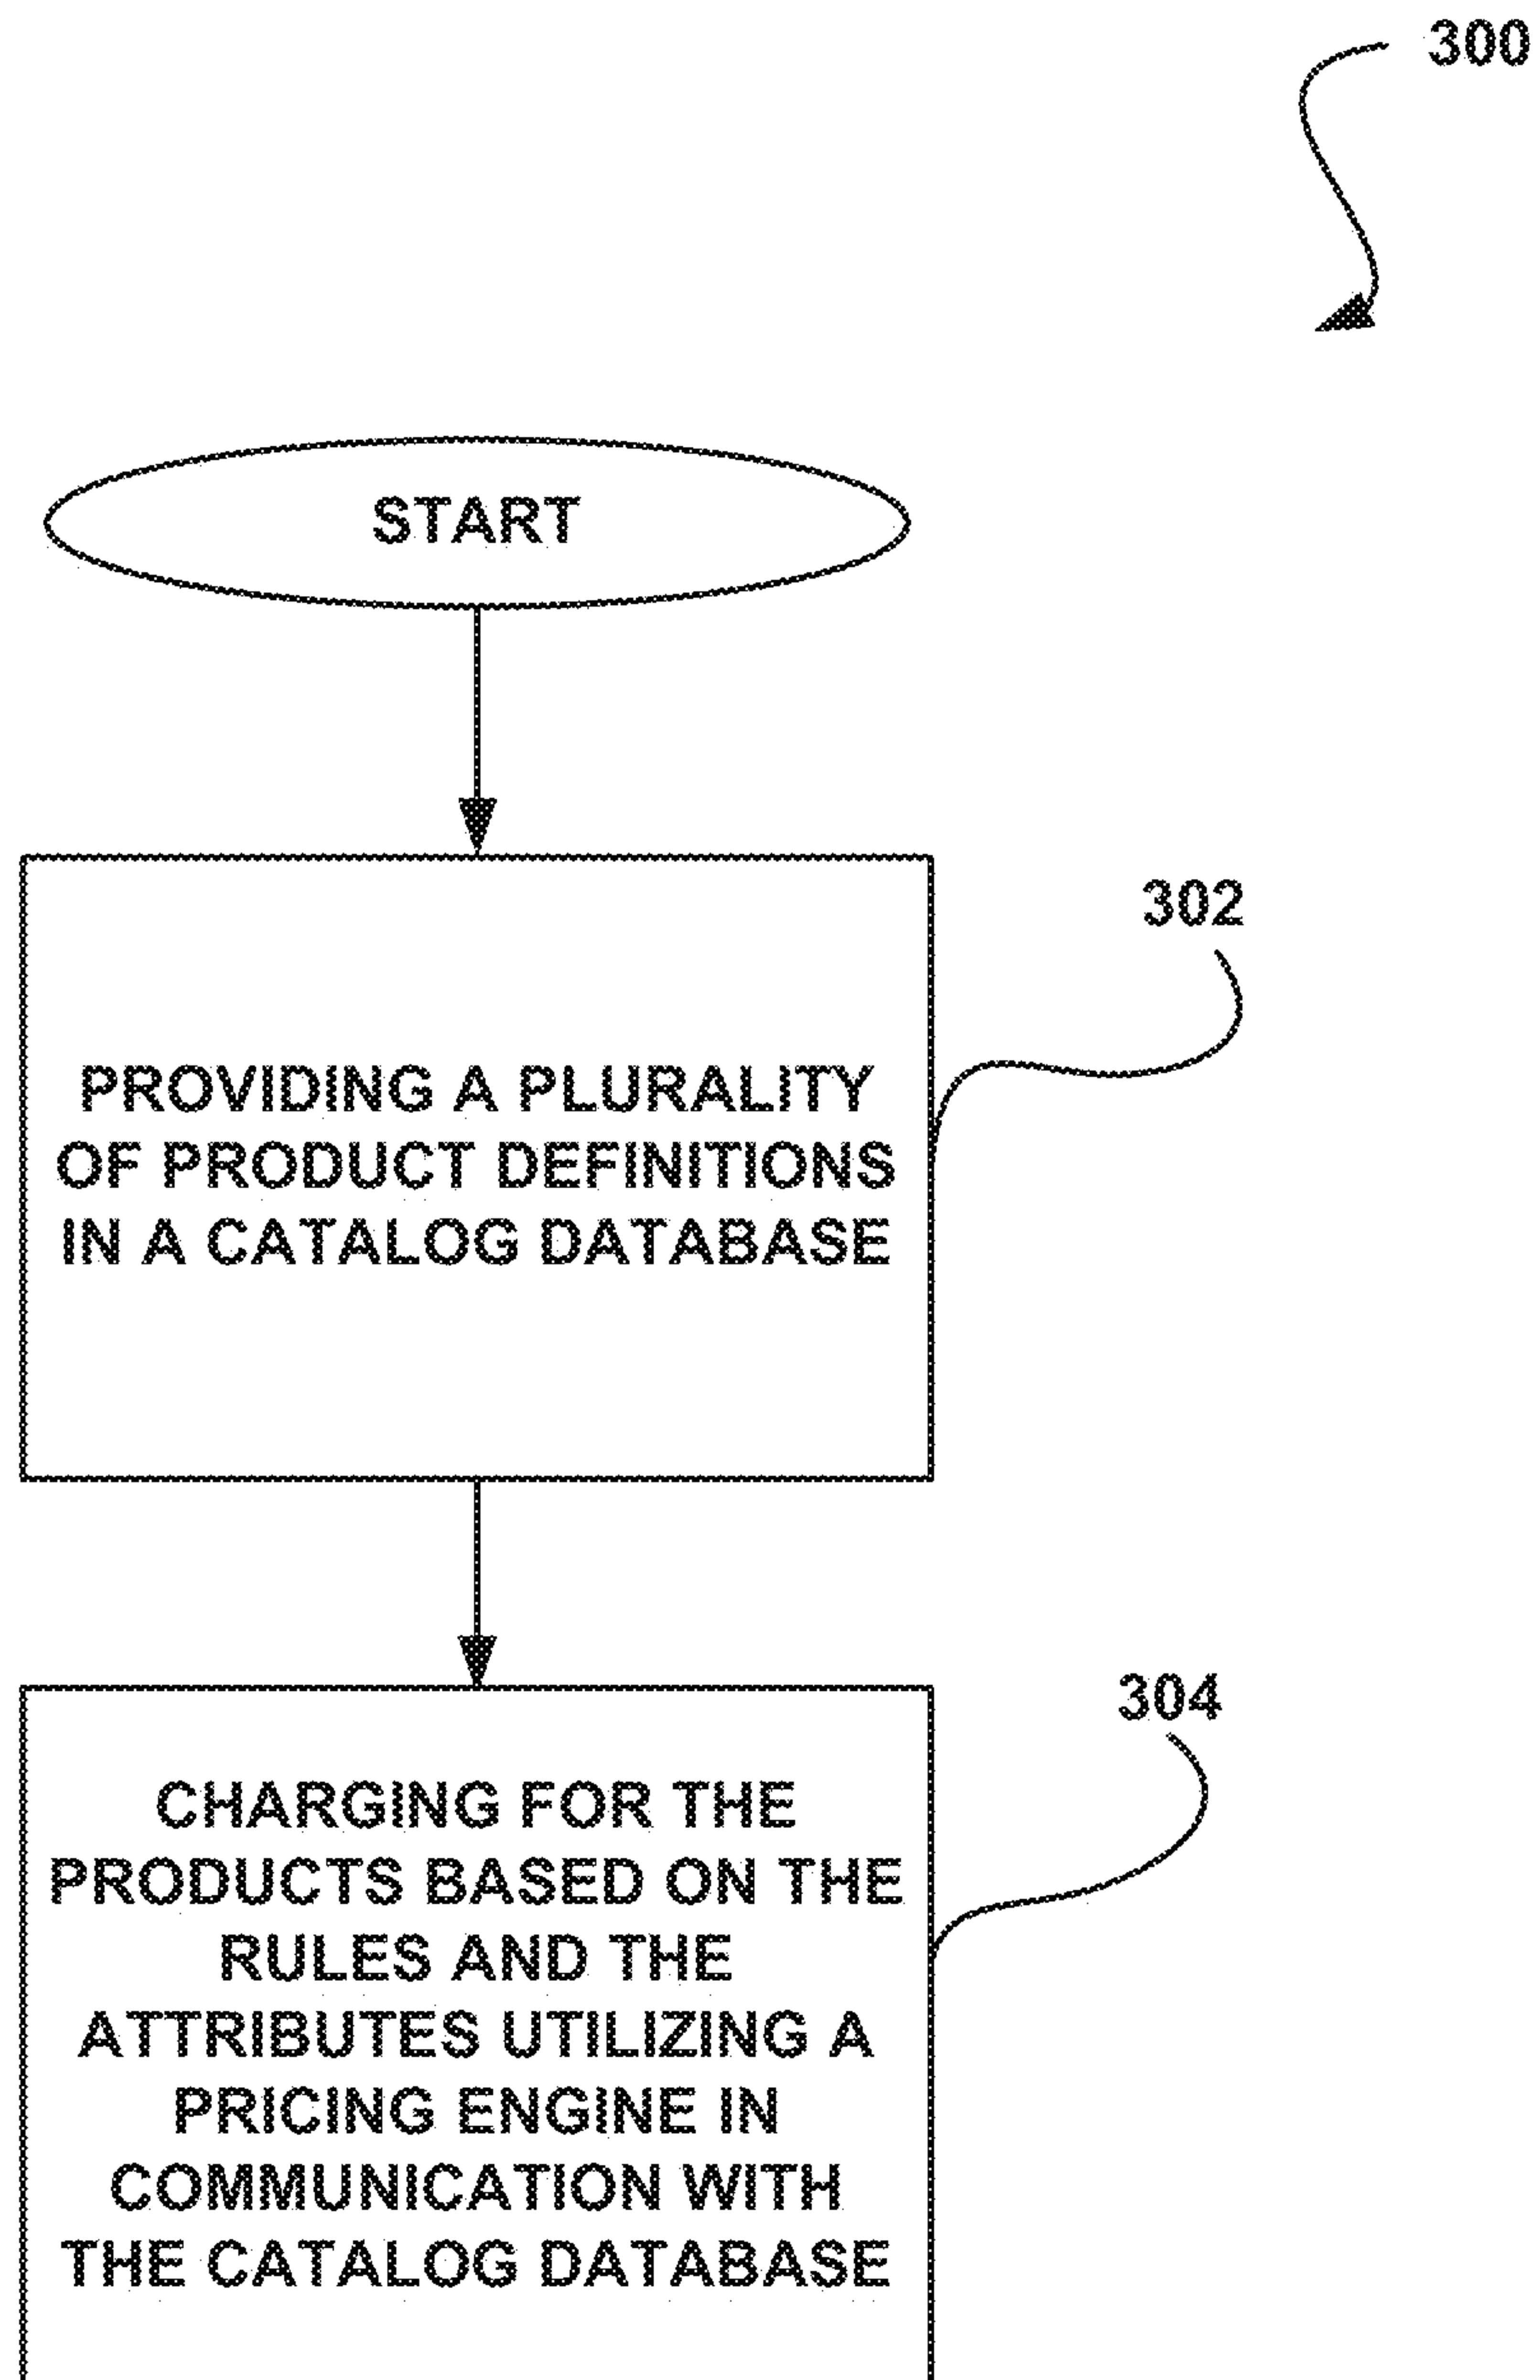 300
START
302
PROVIDING A PLURALITY
OF PRODUCT DEFINITIONS
IN A CATALOG DATABASE
304
CHARGING FOR THE
PRODUCTS BASED ON THE
RULES AND THE
ATTRIBUTES UTILIZING A
PRICING ENGINE IN
COMMUNICATION WITH
THE CATALOG DATABASE